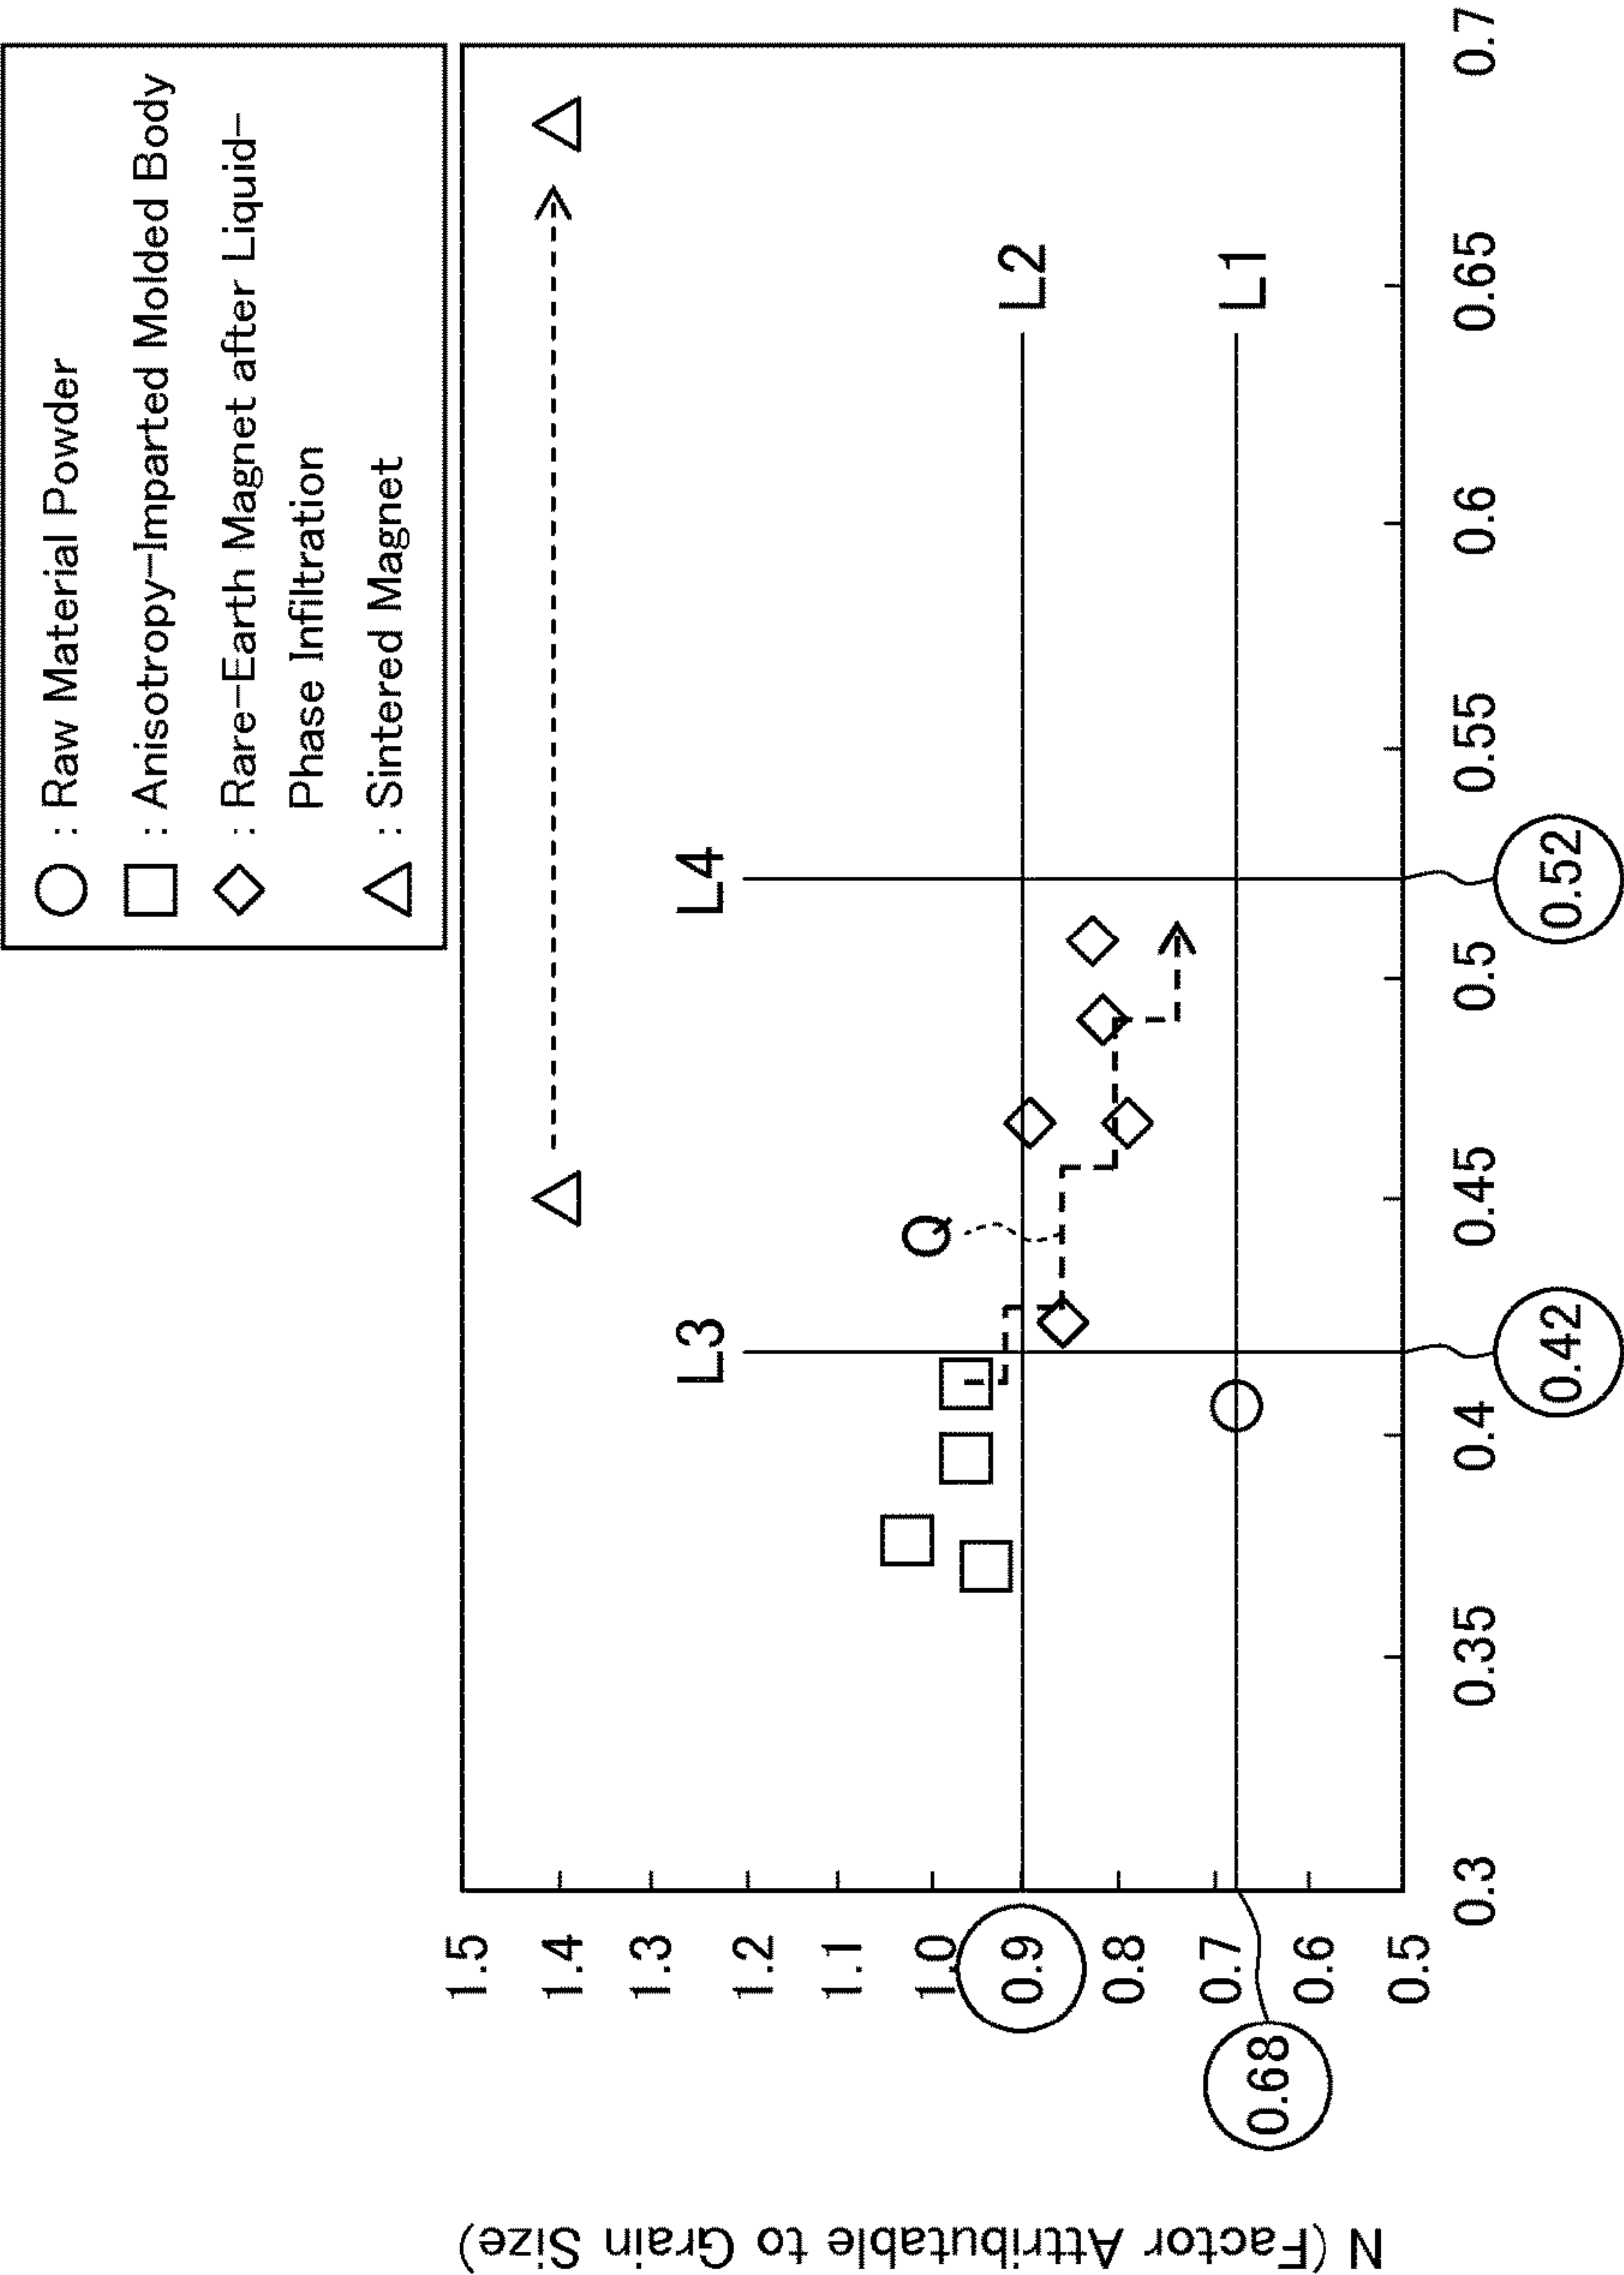 ○ : Raw Material Powder
□ : Anisotropy-Imparted Molded Body
◇ : Rare-Earth Magnet after Liquid-
Phase Infiltration
△ : Sintered Magnet
N (Factor Attributable to Grain Size)
1.5
1.4
1.3
1.2
1.1
1.0
0.9
0.8
0.7
0.68
0.6
0.5
L3
L4
Q
L2
L1
0.3
0.35
0.4
0.42
0.45
0.5
0.52
0.55
0.6
0.65
0.7